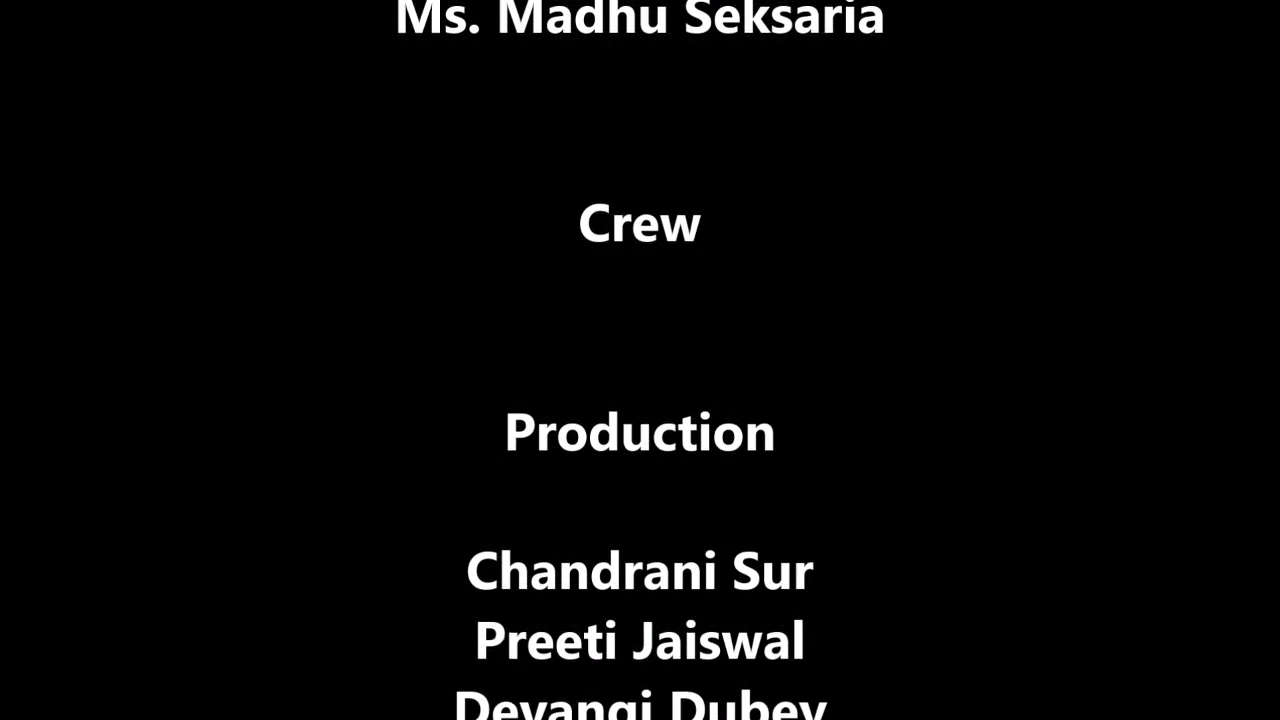 Ms. Madhu Seksaria
Crew
Production
Chandrani Sur
Preeti Jaiswal
Devangi Dubey